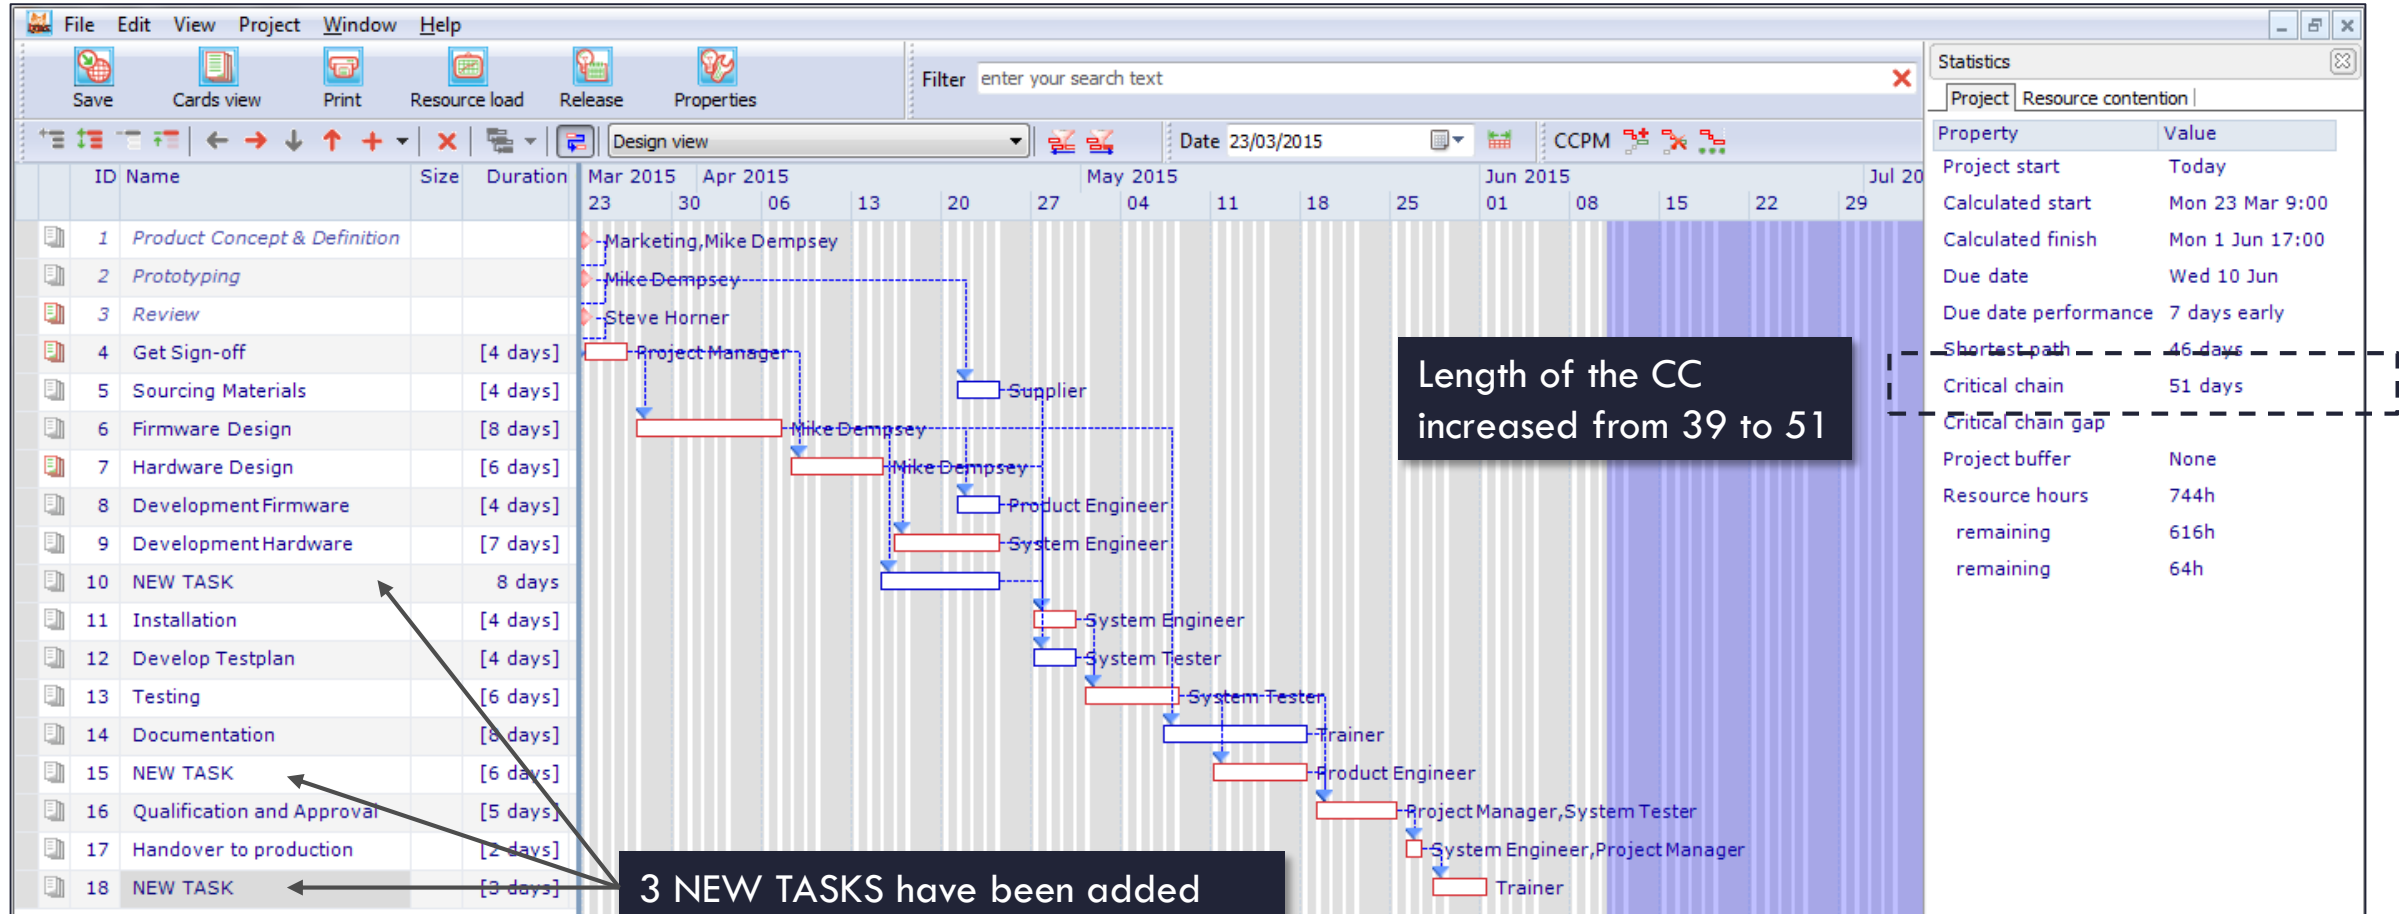 File Edit View Project Window Help
Save Cards view Print Resource load Release Properties
Filter enter your search text
Design view Date 23/03/2015 CCPM
ID Name Size Duration
Mar 2015 Apr 2015 May 2015 Jun 2015 Jul 20
23 30 06 13 20 27 04 11 18 25 01 08 15 22 29
1 Product Concept & Definition Marketing,Mike Dempsey
2 Prototyping Mike Dempsey
3 Review Steve Horner
4 Get Sign-off [4 days] Project Manager
5 Sourcing Materials [4 days] Supplier
6 Firmware Design [8 days] Mike Dempsey
7 Hardware Design [6 days] Mike Dempsey
8 Development Firmware [4 days] Product Engineer
9 Development Hardware [7 days] System Engineer
10 NEW TASK 8 days
11 Installation [4 days] System Engineer
12 Develop Testplan [4 days] System Tester
13 Testing [6 days] System Tester
14 Documentation [8 days] Trainer
15 NEW TASK [6 days] Product Engineer
16 Qualification and Approval [5 days] Project Manager,System Tester
17 Handover to production [2 days] System Engineer,Project Manager
18 NEW TASK [3 days] Trainer
Length of the CC
increased from 39 to 51
3 NEW TASKS have been added
Statistics
Project Resource contention
Property Value
Project start Today
Calculated start Mon 23 Mar 9:00
Calculated finish Mon 1 Jun 17:00
Due date Wed 10 Jun
Due date performance 7 days early
Shortest path 46 days
Critical chain 51 days
Critical chain gap
Project buffer None
Resource hours 744h
remaining 616h
remaining 64h